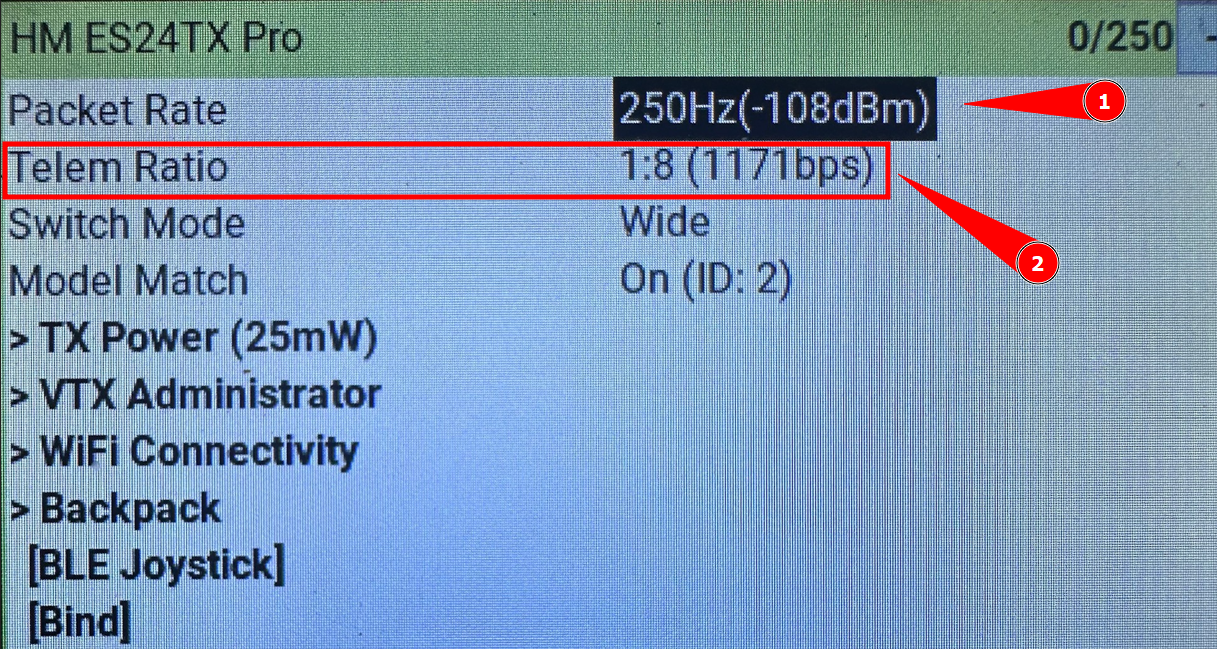 HM ES24TX Pro 0/250 -
Packet Rate 250Hz(-108dBm) 1
Telem Ratio 1:8 (1171bps)
Switch Mode Wide
2
Model Match On (ID: 2)
> TX Power (25mW)
> VTX Administrator
> WiFi Connectivity
> Backpack
[BLE Joystick]
[Bind]